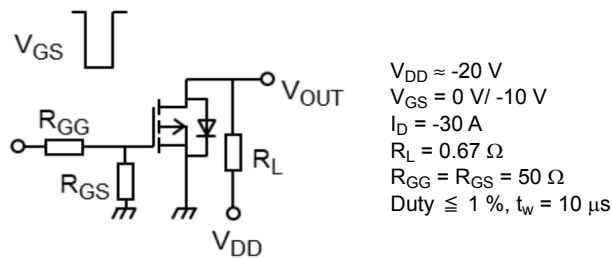 V_GS
R_GG
R_GS
V_OUT
R_L
V_DD
V_DD ≈ -20 V
V_GS = 0 V/ -10 V
I_D = -30 A
R_L = 0.67 Ω
R_GG = R_GS = 50 Ω
Duty ≦ 1 %, t_w = 10 μs